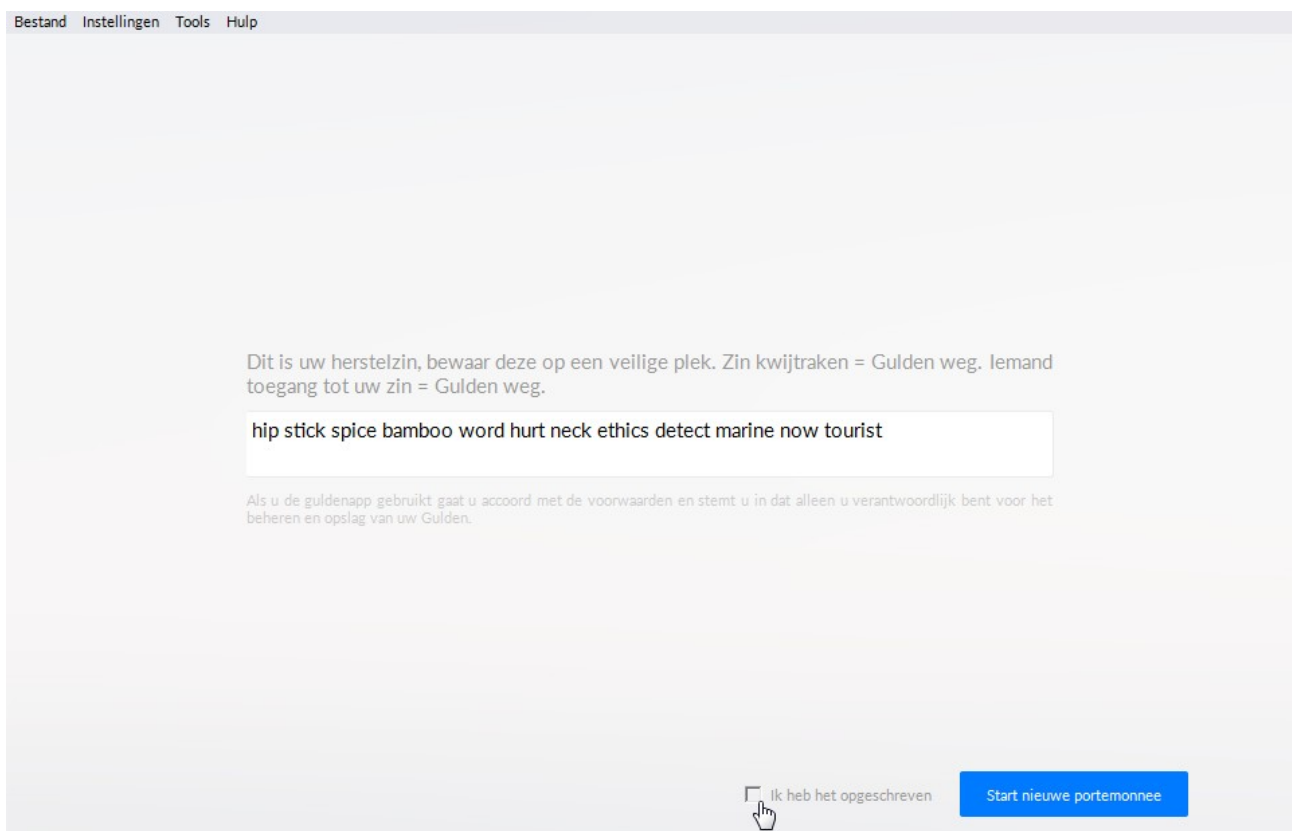 Bestand Instellingen Tools Hulp
Dit is uw herstelzin, bewaar deze op een veilige plek. Zin kwijtraken = Gulden weg. Iemand
toegang tot uw zin = Gulden weg.
hip stick spice bamboo word hurt neck ethics detect marine now tourist
Als u de guldenapp gebruikt gaat u accoord met de voorwaarden en stemt u in dat alleen u verantwoordlijk bent voor het
beheren en opslag van uw Gulden.
Ik heb het opgeschreven
Start nieuwe portemonnee